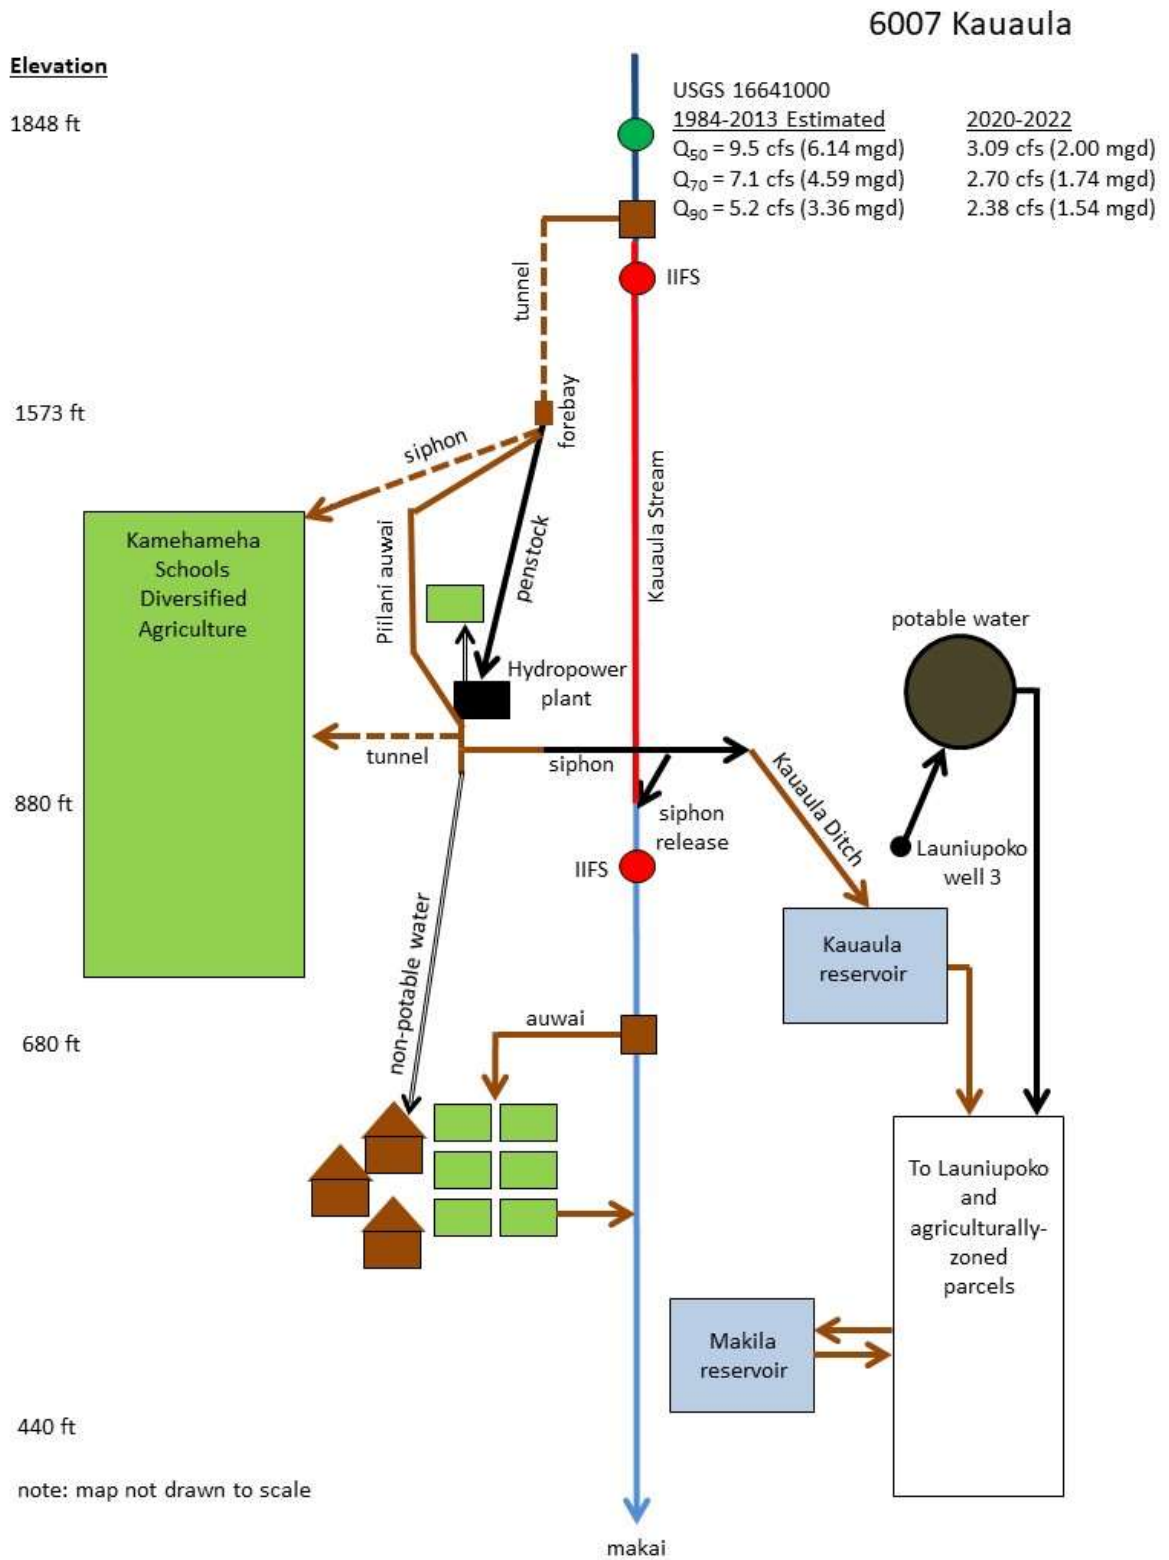 6007 Kauaula
Elevation
1848 ft
USGS 16641000
1984-2013 Estimated 2020-2022
Q50 = 9.5 cfs (6.14 mgd) 3.09 cfs (2.00 mgd)
Q70 = 7.1 cfs (4.59 mgd) 2.70 cfs (1.74 mgd)
Q90 = 5.2 cfs (3.36 mgd) 2.38 cfs (1.54 mgd)
IIFS
tunnel
1573 ft
forebay
siphon
Kauaula Stream
penstock
Piilani auwai
Kamehameha
Schools
Diversified
Agriculture
potable water
Hydropower
plant
tunnel
siphon
Kauaula Ditch
880 ft
siphon
release
Launiupoko
well 3
IIFS
non-potable water
Kauaula
reservoir
680 ft
auwai
To Launiupoko
and
agriculturally-
zoned
parcels
Makila
reservoir
440 ft
note: map not drawn to scale
makai